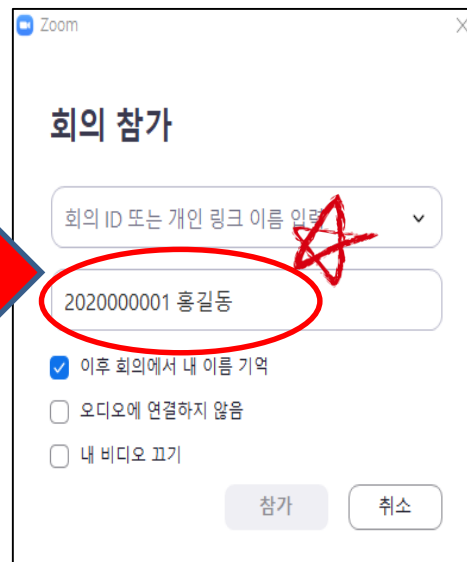 Zoom
회의 참가
회의 ID 또는 개인 링크 이름 입력
2020000001 홍길동
이후 회의에서 내 이름 기억
오디오에 연결하지 않음
내 비디오 끄기
참가
취소